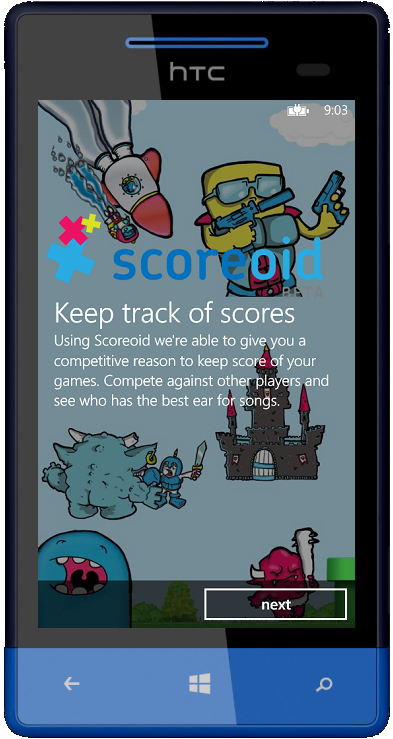 htc
9:03
scoreoid
BETA
Keep track of scores
Using Scoreoid we're able to give you a
competitive reason to keep score of your
games. Compete against other players and
see who has the best ear for songs.
next